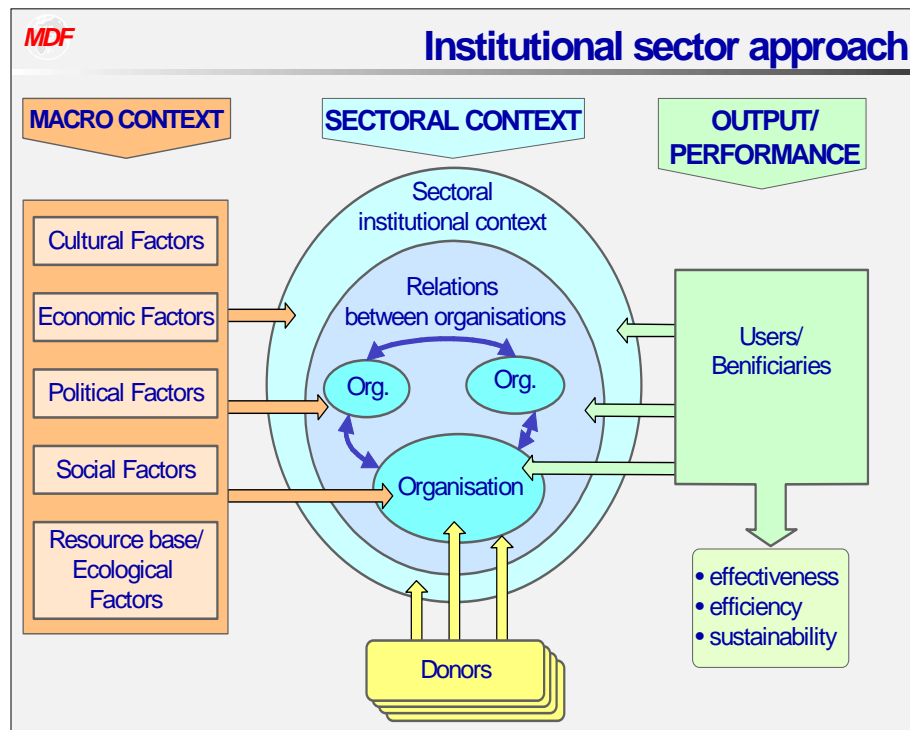 MDF
Institutional sector approach
MACRO CONTEXT
SECTORAL CONTEXT
OUTPUT/
PERFORMANCE
Cultural Factors
Economic Factors
Political Factors
Social Factors
Resource base/
Ecological
Factors
Sectoral
institutional context
Relations
between organisations
Org.
Org.
Organisation
Donors
Users/
Benificiaries
• effectiveness
• efficiency
• sustainability